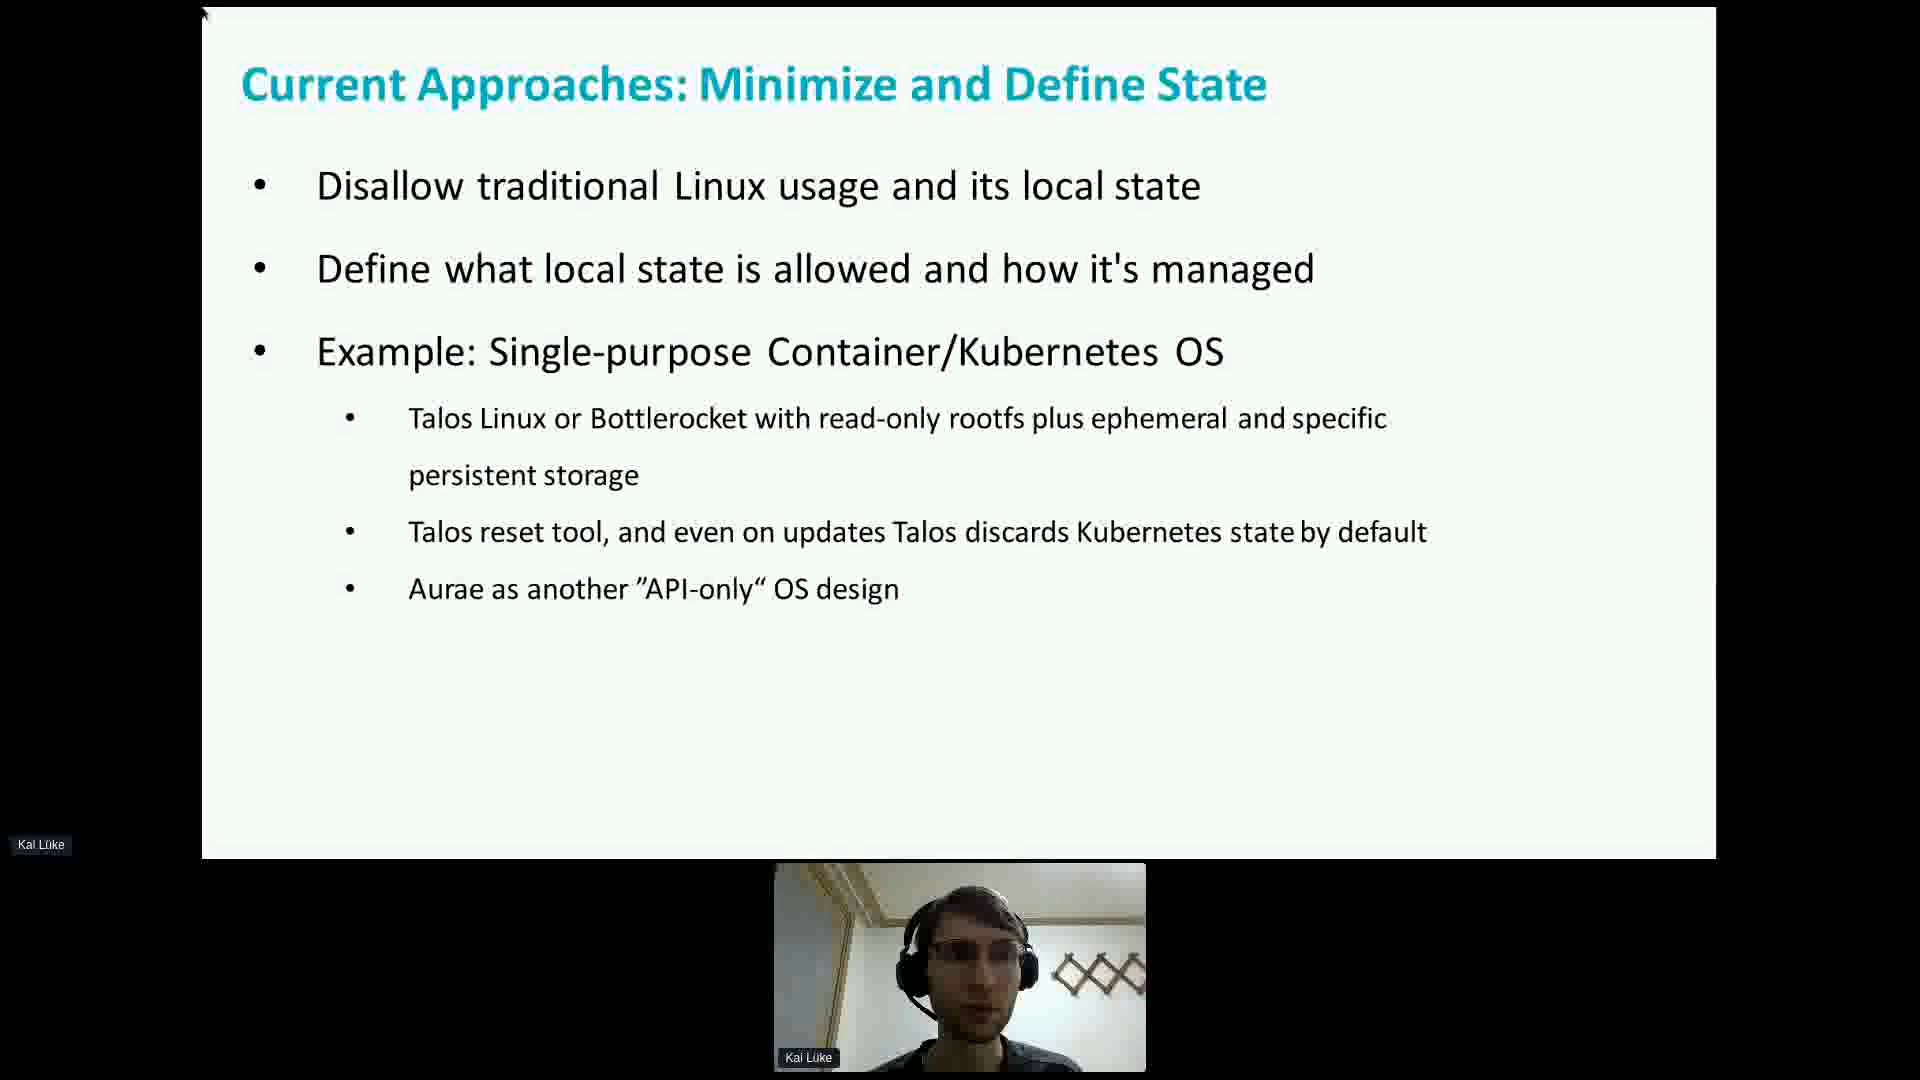 Current Approaches: Minimize and Define State
• Disallow traditional Linux usage and its local state
• Define what local state is allowed and how it's managed
• Example: Single-purpose Container/Kubernetes OS
• Talos Linux or Bottlerocket with read-only rootfs plus ephemeral and specific
persistent storage
• Talos reset tool, and even on updates Talos discards Kubernetes state by default
• Aurae as another ”API-only“ OS design
Kai Lüke
Kai Lüke